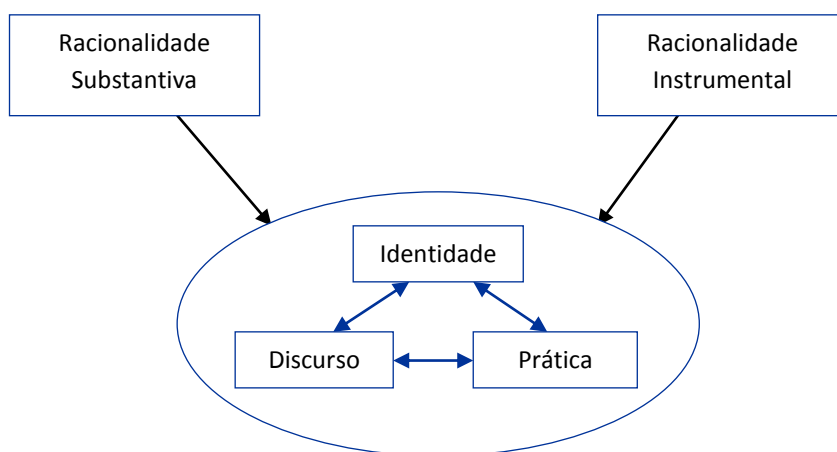 Racionalidade
Substantiva
Racionalidade
Instrumental
Identidade
Discurso
Prática